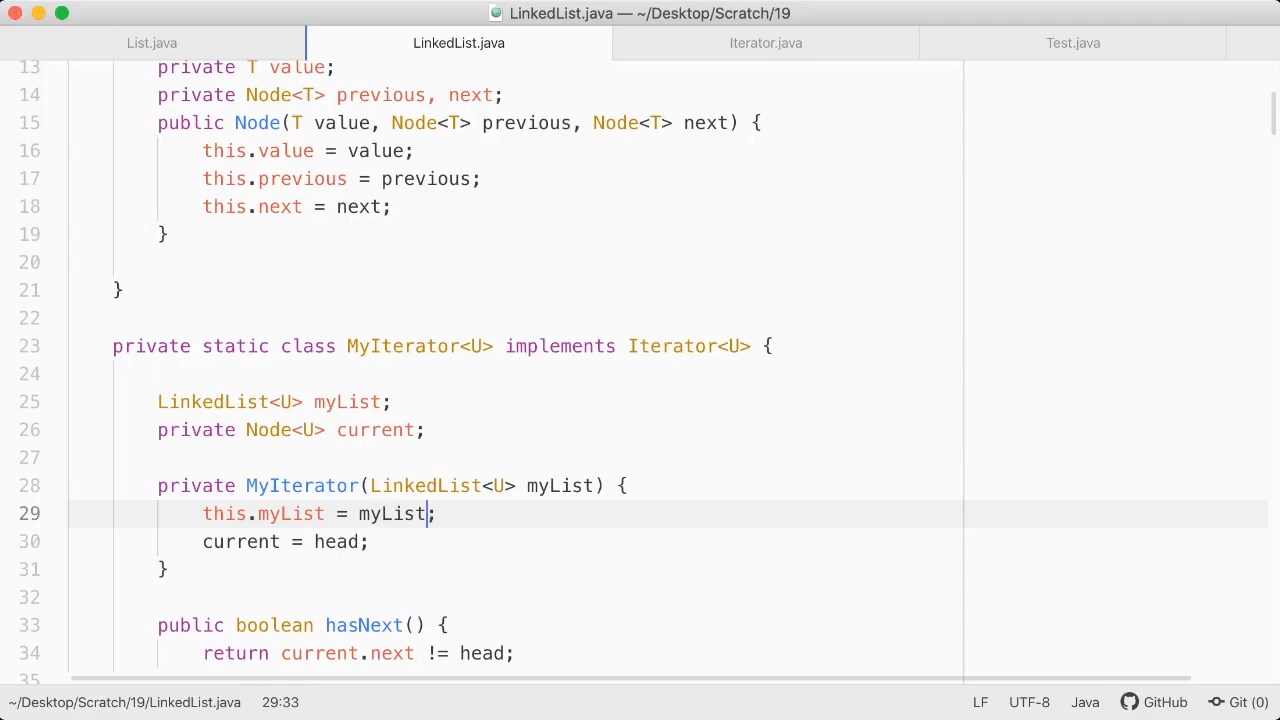 LinkedList.java — ~/Desktop/Scratch/19
List.java LinkedList.java Iterator.java Test.java
13 private T value;
14 private Node<T> previous, next;
15 public Node(T value, Node<T> previous, Node<T> next) {
16 this.value = value;
17 this.previous = previous;
18 this.next = next;
19 }
20
21 }
22
23 private static class MyIterator<U> implements Iterator<U> {
24
25 LinkedList<U> myList;
26 private Node<U> current;
27
28 private MyIterator(LinkedList<U> myList) {
29 this.myList = myList;
30 current = head;
31 }
32
33 public boolean hasNext() {
34 return current.next != head;
35
~/Desktop/Scratch/19/LinkedList.java 29:33 LF UTF-8 Java GitHub Git (0)